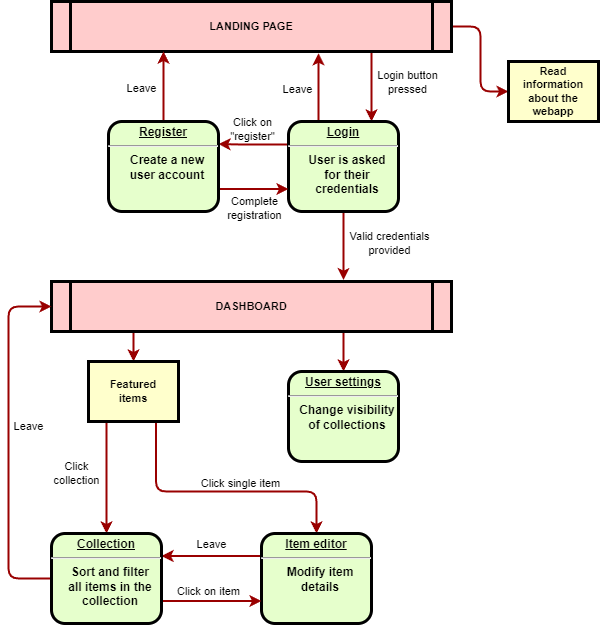 LANDING PAGE
Leave
Leave
Login button
pressed
Read
information
about the
webapp
Register
Create a new
user account
Click on
"register"
Login
User is asked
for their
credentials
Complete
registration
Valid credentials
provided
DASHBOARD
Featured
items
User settings
Change visibility
of collections
Leave
Click
collection
Click single item
Collection
Sort and filter
all items in the
collection
Leave
Click on item
Item editor
Modify item
details